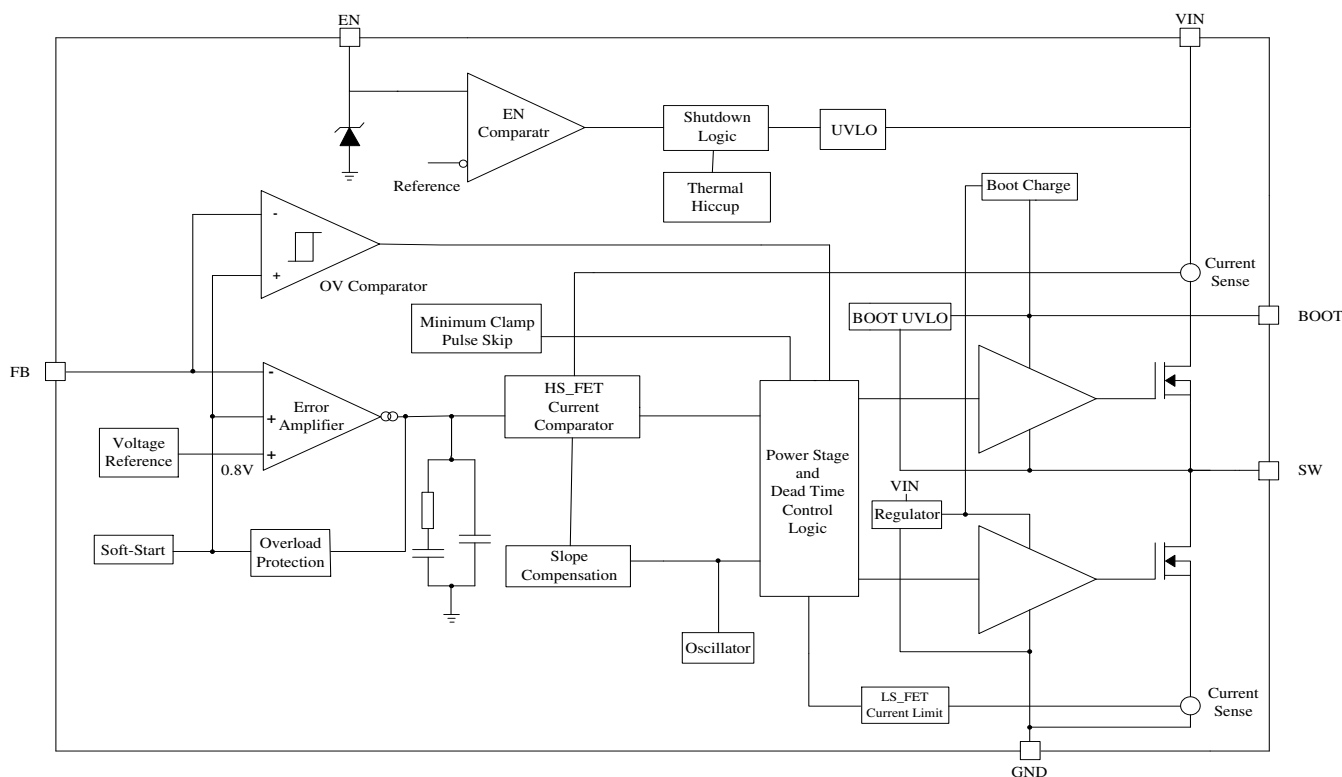 EN
VIN
EN
Comparatr
Shutdown
Logic
UVLO
Reference
Thermal
Hiccup
Boot Charge
-
+
OV Comparator
Current
Sense
Minimum Clamp
Pulse Skip
BOOT UVLO
BOOT
FB
-
+
+
Error
Amplifier
HS_FET
Current
Comparator
Voltage
Reference
0.8V
Power Stage
and
Dead Time
Control
Logic
SW
VIN
Regulator
Soft-Start
Overload
Protection
Slope
Compensation
Oscillator
LS_FET
Current Limit
Current
Sense
GND